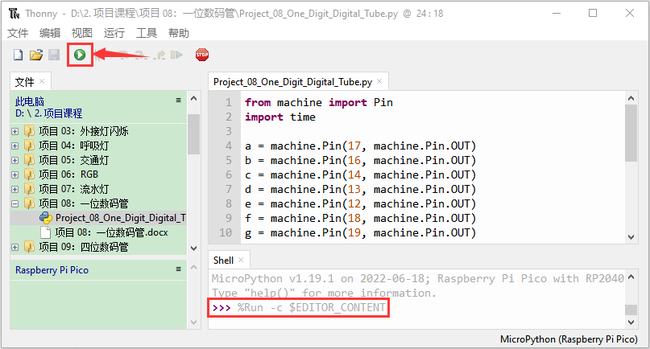 Thonny - D:\2. 项目课程\项目 08：一位数码管\Project_08_One_Digit_Digital_Tube.py @ 24 : 18
文件 编辑 视图 运行 工具 帮助
STOP
文件
此电脑
D: \ 2. 项目课程
项目 03：外接灯闪烁
项目 04：呼吸灯
项目 05：交通灯
项目 06：RGB
项目 07：流水灯
项目 08：一位数码管
Project_08_One_Digit_Digital_T
项目 08：一位数码管.docx
项目 09：四位数码管
Raspberry Pi Pico
Project_08_One_Digit_Digital_Tube.py
1 from machine import Pin
2 import time
3
4 a = machine.Pin(17, machine.Pin.OUT)
5 b = machine.Pin(16, machine.Pin.OUT)
6 c = machine.Pin(14, machine.Pin.OUT)
7 d = machine.Pin(13, machine.Pin.OUT)
8 e = machine.Pin(12, machine.Pin.OUT)
9 f = machine.Pin(18, machine.Pin.OUT)
10 g = machine.Pin(19, machine.Pin.OUT)
Shell
MicroPython v1.19.1 on 2022-06-18; Raspberry Pi Pico with RP2040
Type "help()" for more information.
>>> %Run -c $EDITOR_CONTENT
MicroPython (Raspberry Pi Pico)